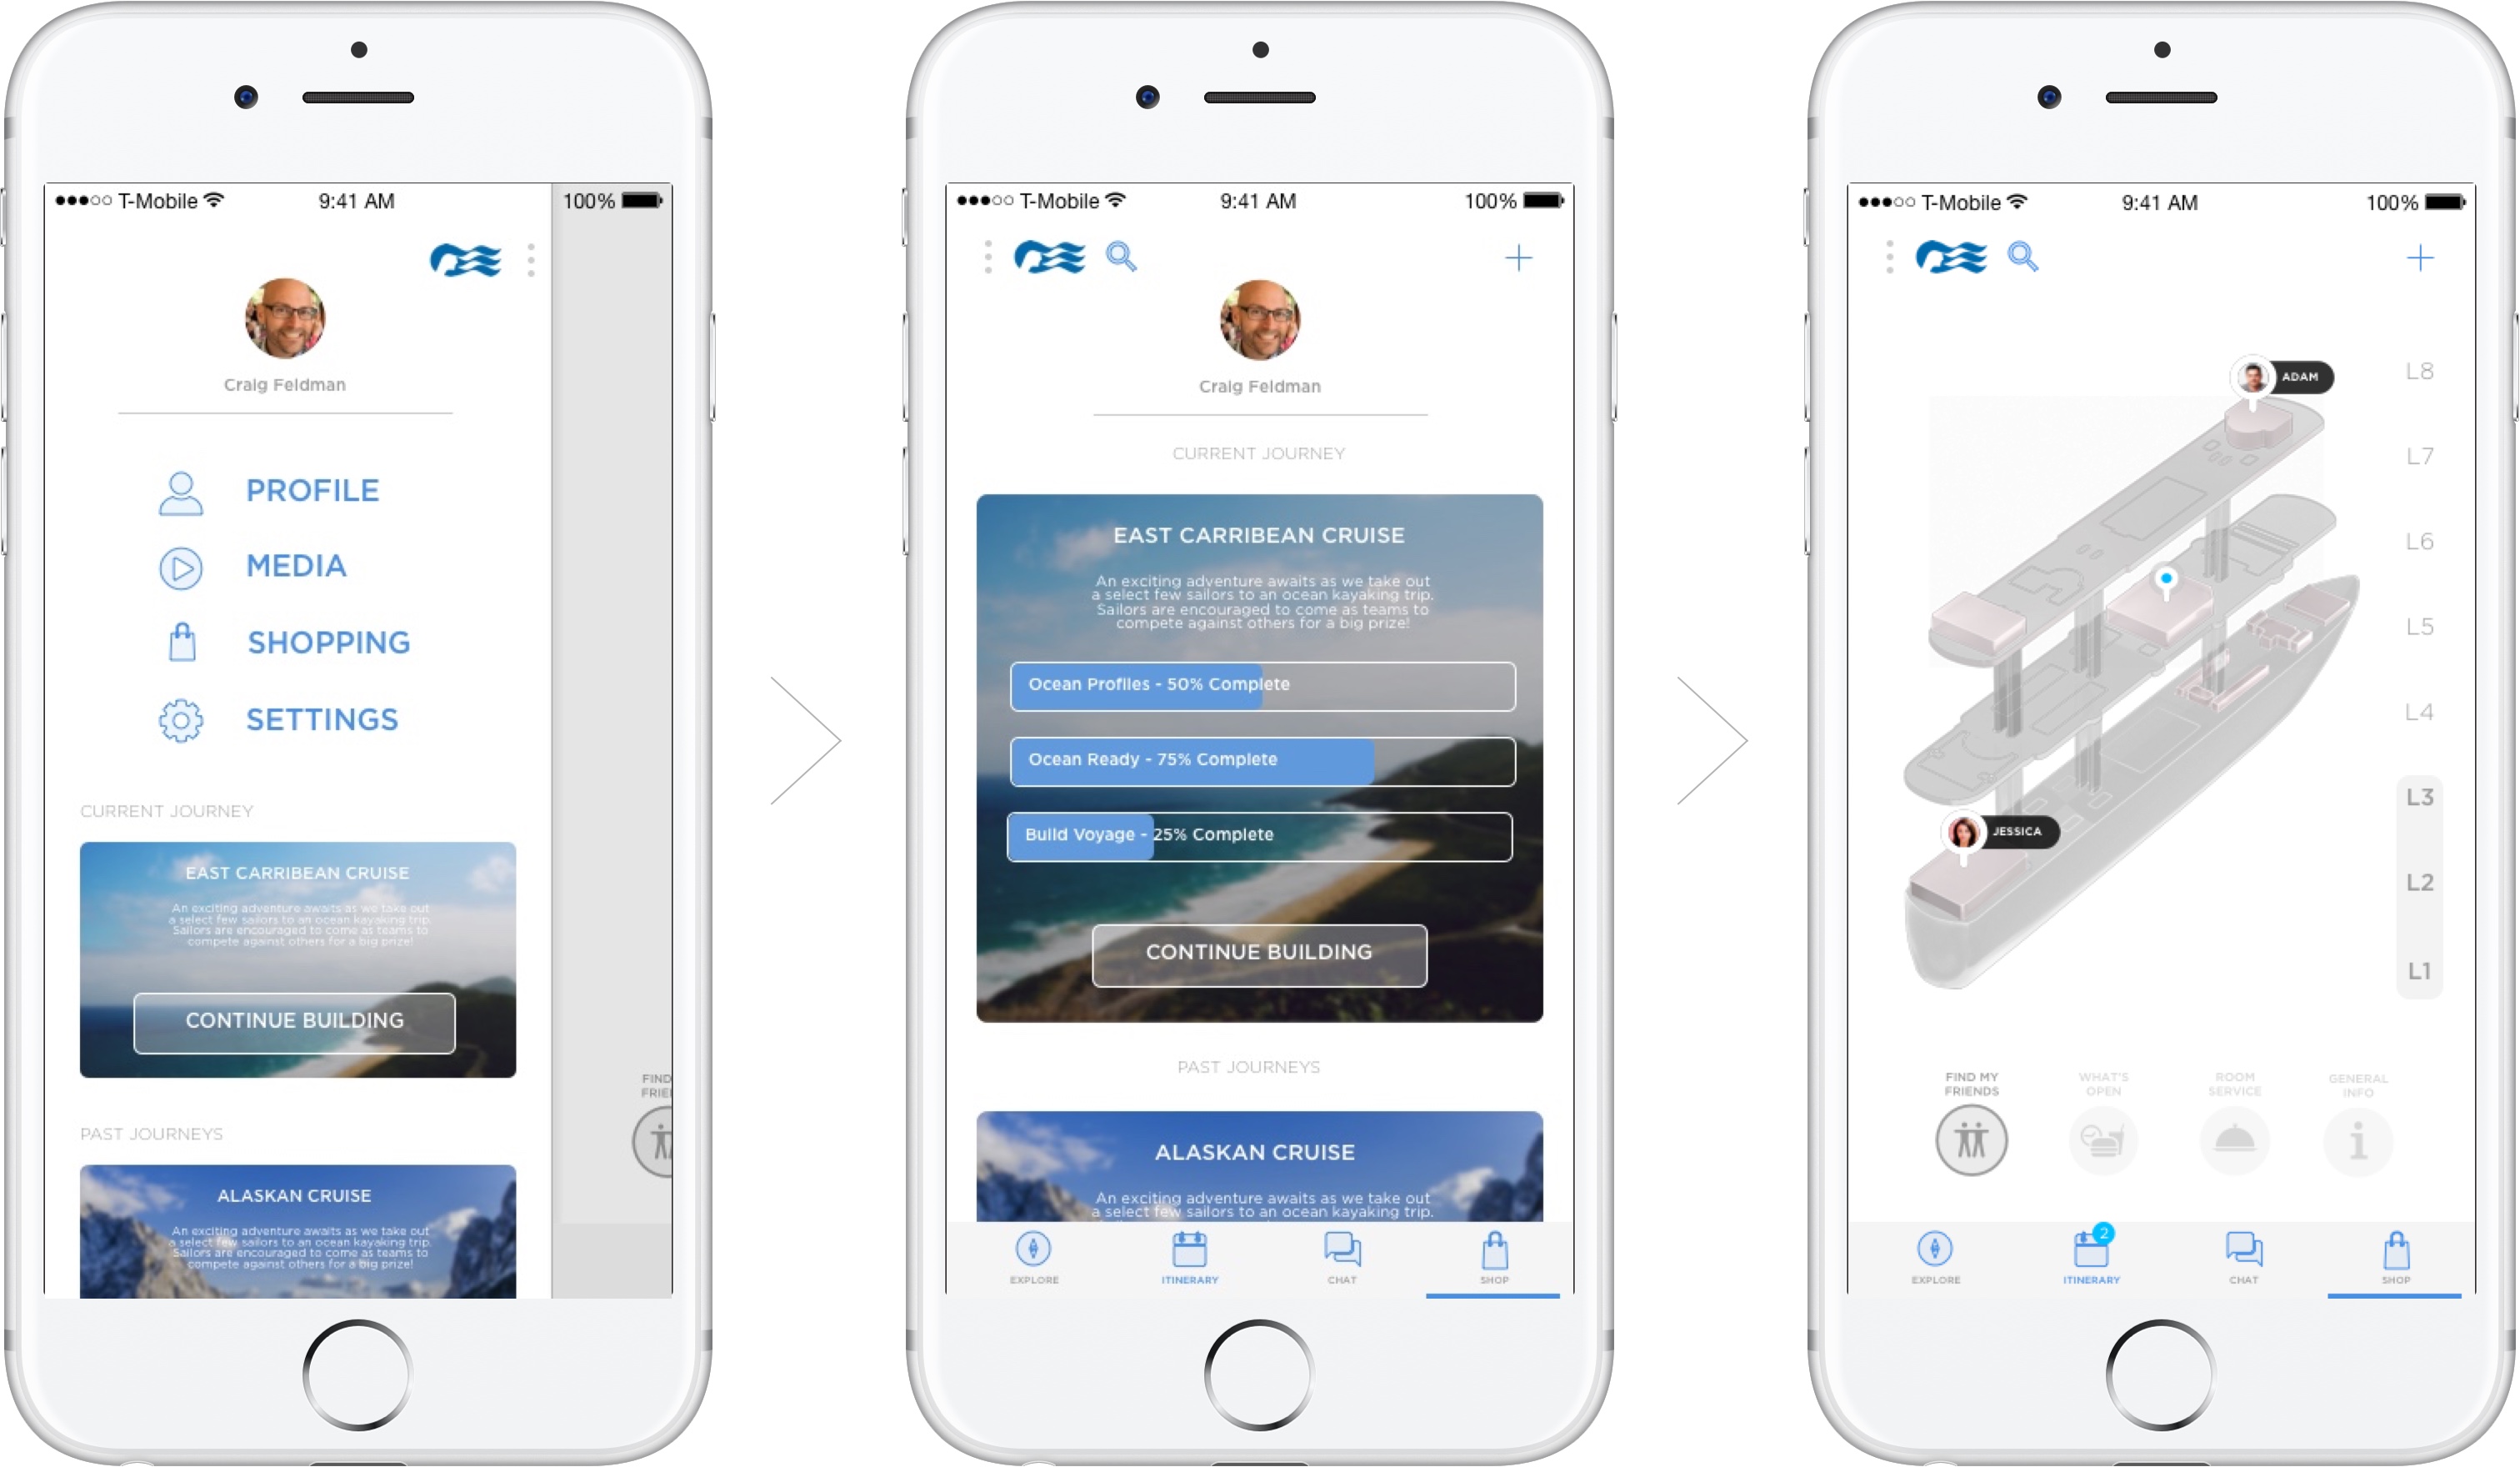 T-Mobile 9:41 AM 100%
Craig Feldman
PROFILE
MEDIA
SHOPPING
SETTINGS
CURRENT JOURNEY
EAST CARRIBEAN CRUISE
An exciting adventure awaits as we take out
a select few sailors to an ocean kayaking trip.
Sailors are encouraged to come as teams to
compete against others for a big prize!
CONTINUE BUILDING
PAST JOURNEYS
ALASKAN CRUISE
An exciting adventure awaits as we take out
a select few sailors to an ocean kayaking trip.
Sailors are encouraged to come as teams to
compete against others for a big prize!
FIND
FRIE
T-Mobile 9:41 AM 100%
Craig Feldman
CURRENT JOURNEY
EAST CARRIBEAN CRUISE
An exciting adventure awaits as we take out
a select few sailors to an ocean kayaking trip.
Sailors are encouraged to come as teams to
compete against others for a big prize!
Ocean Profiles - 50% Complete
Ocean Ready - 75% Complete
Build Voyage - 25% Complete
CONTINUE BUILDING
PAST JOURNEYS
ALASKAN CRUISE
An exciting adventure awaits as we take out
a select few sailors to an ocean kayaking trip.
EXPLORE ITINERARY CHAT SHOP
T-Mobile 9:41 AM 100%
ADAM
L8
L7
L6
L5
L4
L3
JESSICA
L2
L1
FIND MY
FRIENDS
WHAT'S
OPEN
ROOM
SERVICE
GENERAL
INFO
2
EXPLORE ITINERARY CHAT SHOP